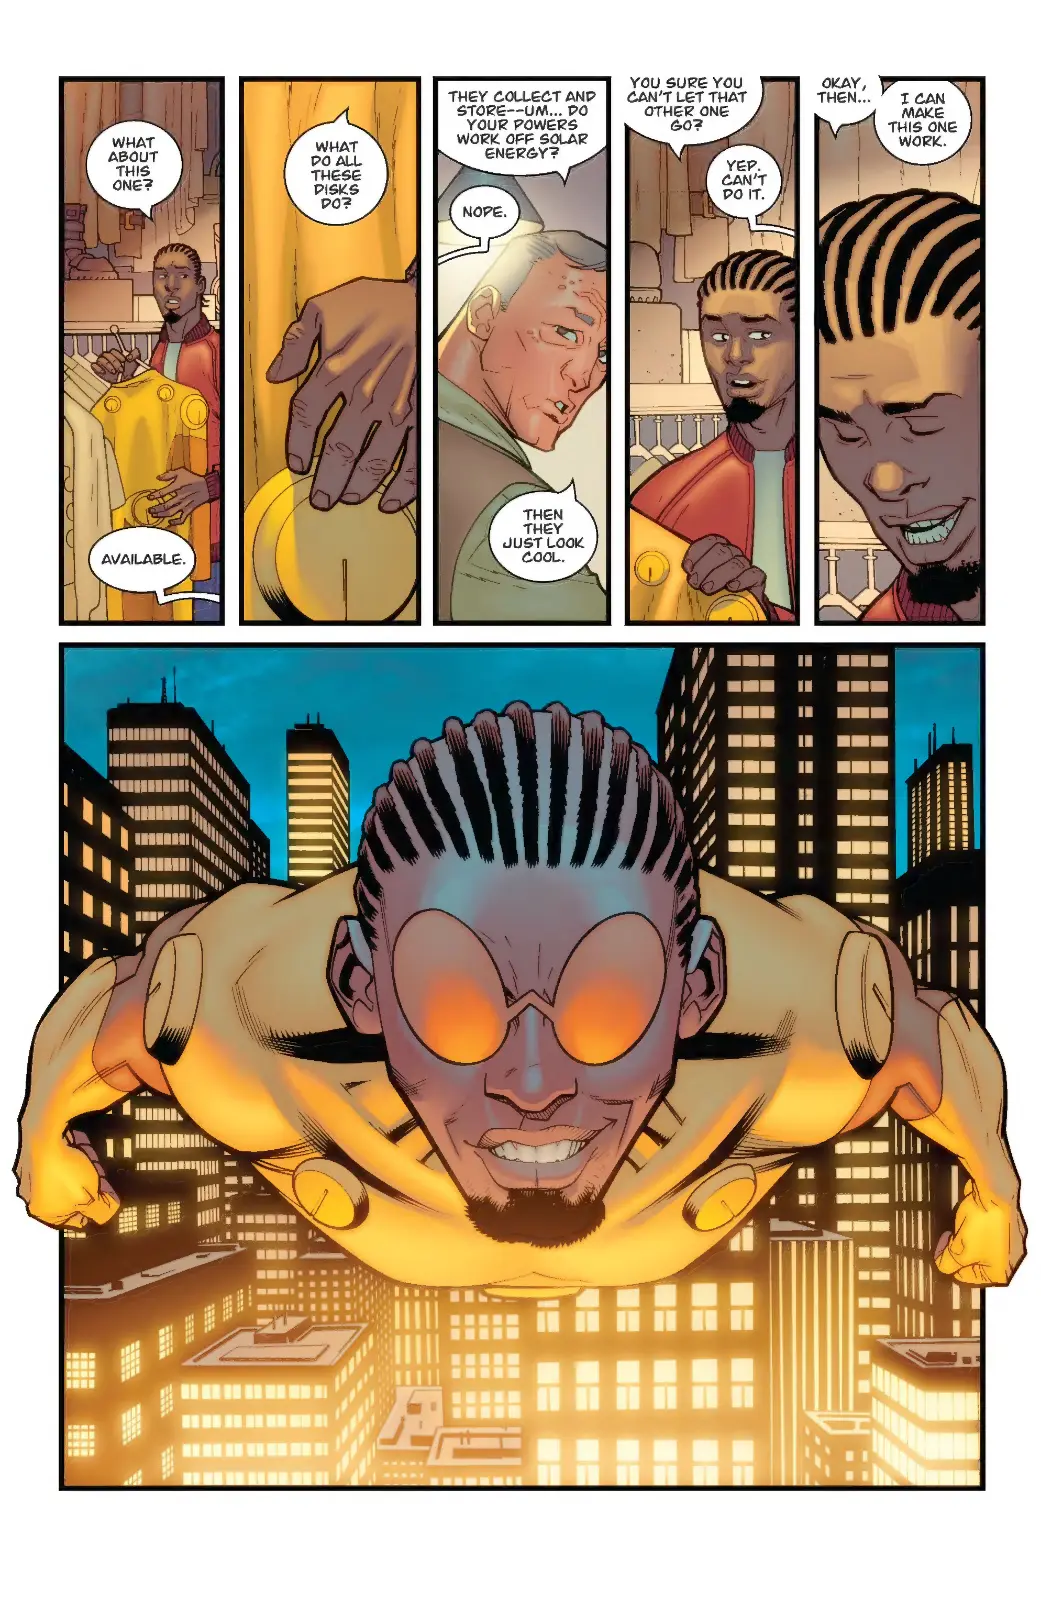 WHAT
ABOUT
THIS
ONE?
AVAILABLE.
WHAT
DO ALL
THESE
DISKS
DO?
THEY COLLECT AND
STORE--UM... DO
YOUR POWERS
WORK OFF SOLAR
ENERGY?
NOPE.
THEN
THEY
JUST LOOK
COOL.
YOU SURE YOU
CAN'T LET THAT
OTHER ONE
GO?
YEP.
CAN'T
DO IT.
OKAY,
THEN...
I CAN
MAKE
THIS ONE
WORK.